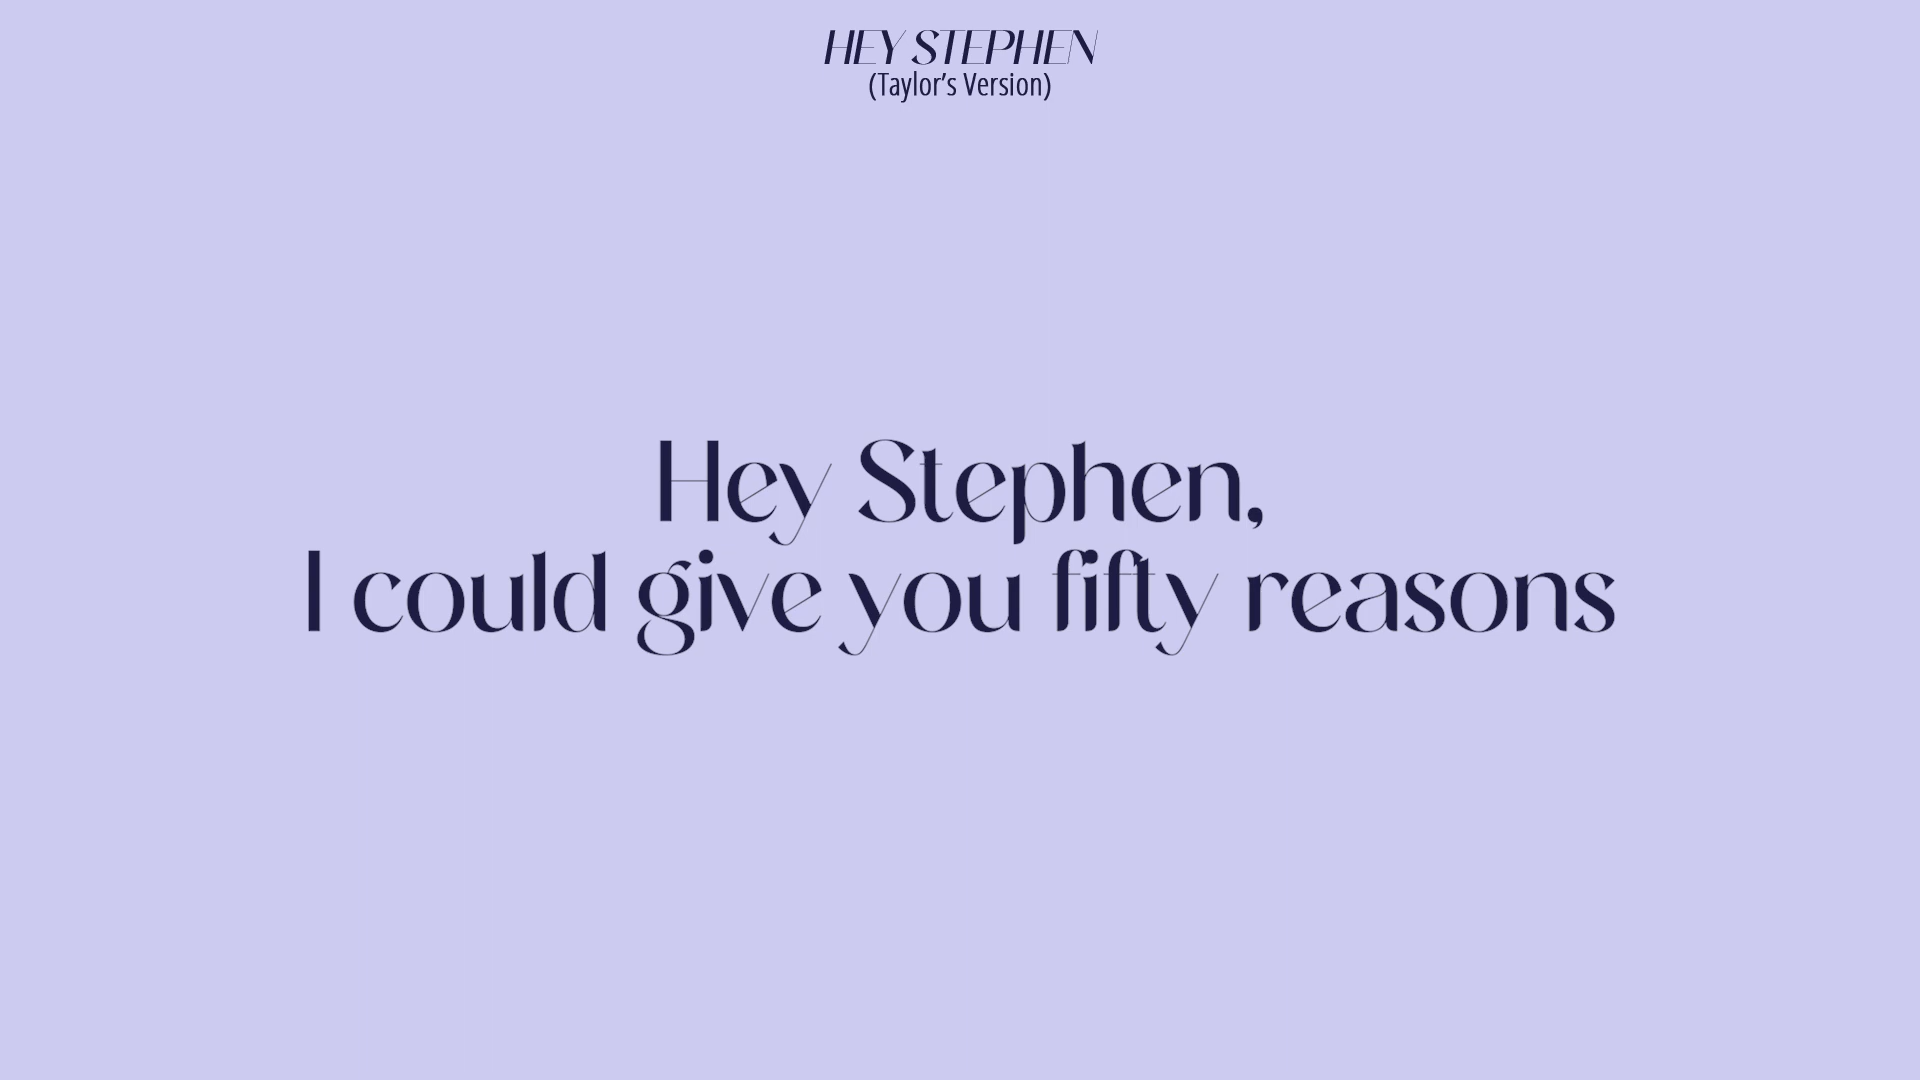 HEY STEPHEN
(Taylor's Version)
Hey Stephen,
I could give you fifty reasons